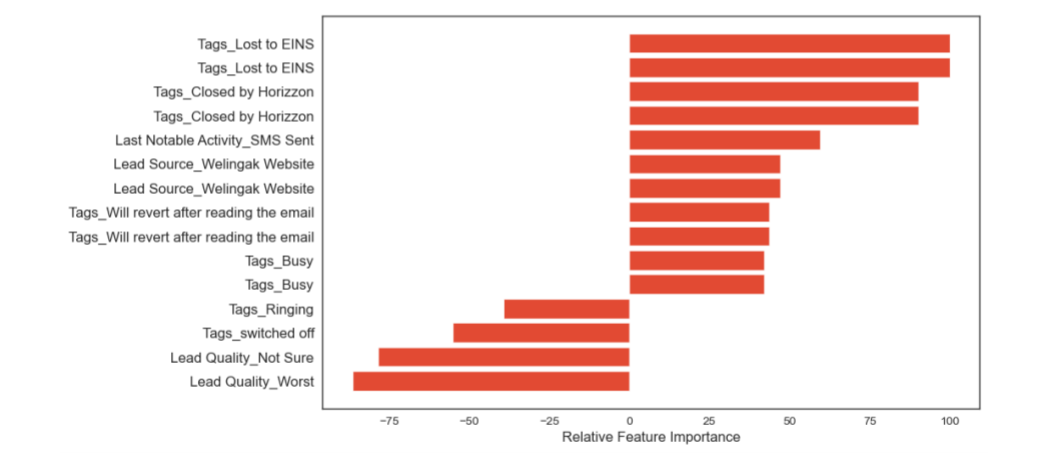 Tags_Lost to EINS
Tags_Lost to EINS
Tags_Closed by Horizzon
Tags_Closed by Horizzon
Last Notable Activity_SMS Sent
Lead Source_Welingak Website
Lead Source_Welingak Website
Tags_Will revert after reading the email
Tags_Will revert after reading the email
Tags_Busy
Tags_Busy
Tags_Ringing
Tags_switched off
Lead Quality_Not Sure
Lead Quality_Worst
−75 −50 −25 0 25 50 75 100
Relative Feature Importance